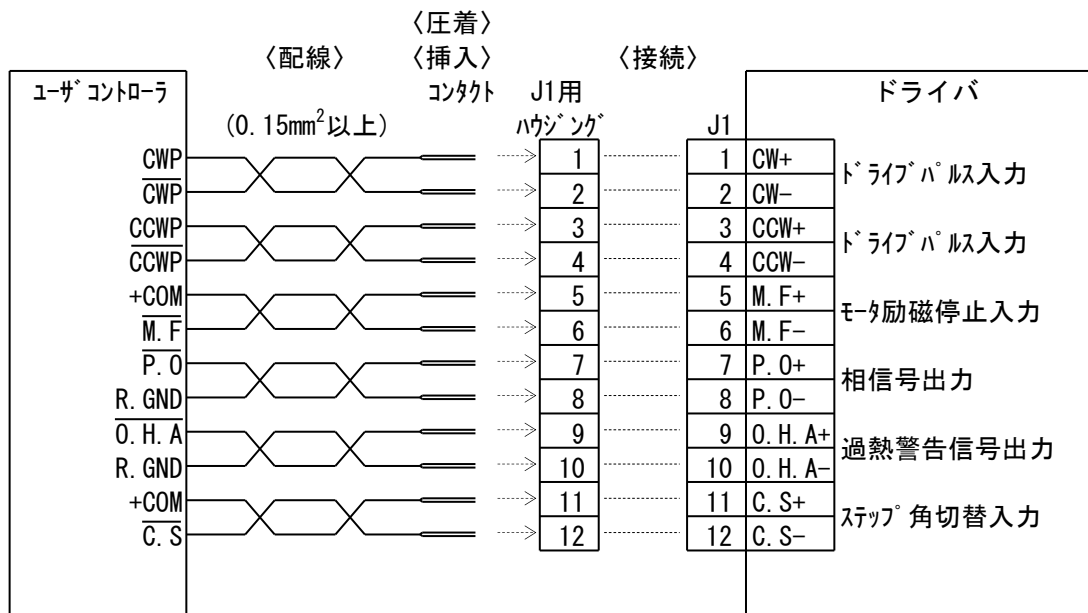 〈圧着〉
〈配線〉 〈挿入〉 〈接続〉
ﾕｰｻﾞｺﾝﾄﾛｰﾗ ｺﾝﾀｸﾄ J1用 ドライバ
(0.15mm²以上) ﾊｳｼﾞﾝｸﾞ J1
CWP 1 1 CW+
ﾄﾞﾗｲﾌﾞﾊﾟﾙｽ入力
C̅W̅P̅ 2 2 CW-
CCWP 3 3 CCW+
ﾄﾞﾗｲﾌﾞﾊﾟﾙｽ入力
C̅C̅W̅P̅ 4 4 CCW-
+COM 5 5 M.F+
ﾓｰﾀ励磁停止入力
M̅.̅F̅ 6 6 M.F-
P̅.̅O̅ 7 7 P.O+
相信号出力
R.GND 8 8 P.O-
O̅.̅H̅.̅A̅ 9 9 O.H.A+
過熱警告信号出力
R.GND 10 10 O.H.A-
+COM 11 11 C.S+
ｽﾃｯﾌﾟ角切替入力
C̅.̅S̅ 12 12 C.S-